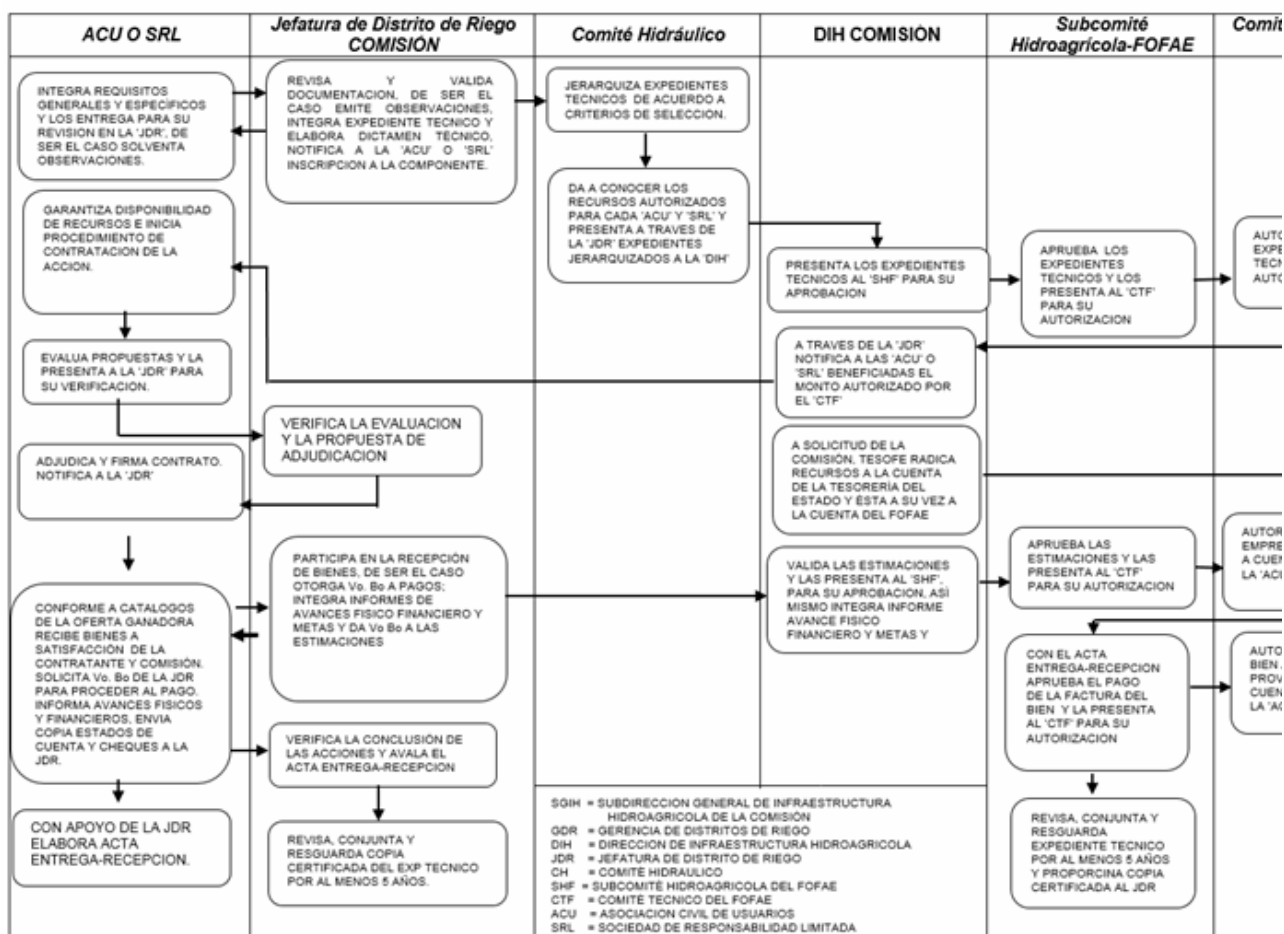 ACU O SRL
Jefatura de Distrito de Riego
COMISIÓN
Comité Hidráulico
DIH COMISIÓN
Subcomité
Hidroagrícola-FOFAE
INTEGRA REQUISITOS
GENERALES Y ESPECÍFICOS
Y LOS ENTREGA PARA SU
REVISION EN LA 'JDR', DE
SER EL CASO SOLVENTA
OBSERVACIONES.
REVISA Y VALIDA
DOCUMENTACION, DE SER EL
CASO EMITE OBSERVACIONES,
INTEGRA EXPEDIENTE TECNICO Y
ELABORA DICTAMEN TÉCNICO,
NOTIFICA A LA 'ACU' O 'SRL'
INSCRIPCION A LA COMPONENTE.
JERARQUIZA EXPEDIENTES
TECNICOS DE ACUERDO A
CRITERIOS DE SELECCION.
DA A CONOCER LOS
RECURSOS AUTORIZADOS
PARA CADA 'ACU' Y 'SRL' Y
PRESENTA A TRAVES DE
LA 'JDR' EXPEDIENTES
JERARQUIZADOS A LA 'DIH'
PRESENTA LOS EXPEDIENTES
TECNICOS AL 'SHF' PARA SU
APROBACION
APRUEBA LOS
EXPEDIENTES
TECNICOS Y LOS
PRESENTA AL 'CTF'
PARA SU
AUTORIZACION
GARANTIZA DISPONIBILIDAD
DE RECURSOS E INICIA
PROCEDIMIENTO DE
CONTRATACION DE LA
ACCION.
A TRAVES DE LA 'JDR'
NOTIFICA A LAS 'ACU' O
'SRL' BENEFICIADAS EL
MONTO AUTORIZADO POR
EL 'CTF'
EVALUA PROPUESTAS Y LA
PRESENTA A LA 'JDR' PARA
SU VERIFICACION.
VERIFICA LA EVALUACION
Y LA PROPUESTA DE
ADJUDICACION
ADJUDICA Y FIRMA CONTRATO.
NOTIFICA A LA 'JDR'
A SOLICITUD DE LA
COMISIÓN, TESOFE RADICA
RECURSOS A LA CUENTA
DE LA TESORERÍA DEL
ESTADO Y ÉSTA A SU VEZ A
LA CUENTA DEL FOFAE
CONFORME A CATALOGOS
DE LA OFERTA GANADORA
RECIBE BIENES A
SATISFACCIÓN DE LA
CONTRATANTE Y COMISIÓN.
SOLICITA Vo. Bo DE LA JDR
PARA PROCEDER AL PAGO.
INFORMA AVANCES FISICOS
Y FINANCIEROS, ENVIA
COPIA ESTADOS DE
CUENTA Y CHEQUES A LA
JDR.
PARTICIPA EN LA RECEPCIÓN
DE BIENES, DE SER EL CASO
OTORGA Vo. Bo A PAGOS;
INTEGRA INFORMES DE
AVANCES FISICO FINANCIERO Y
METAS Y DA Vo Bo A LAS
ESTIMACIONES
VALIDA LAS ESTIMACIONES
Y LAS PRESENTA AL 'SHF',
PARA SU APROBACION, ASÌ
MISMO INTEGRA INFORME
AVANCE FISICO
FINANCIERO Y METAS Y
APRUEBA LAS
ESTIMACIONES Y LAS
PRESENTA AL 'CTF'
PARA SU AUTORIZACION
CON EL ACTA
ENTREGA-RECEPCION
APRUEBA EL PAGO
DE LA FACTURA DEL
BIEN Y LA PRESENTA
AL 'CTF' PARA SU
AUTORIZACION
VERIFICA LA CONCLUSIÓN DE
LAS ACCIONES Y AVALA EL
ACTA ENTREGA-RECEPCION
CON APOYO DE LA JDR
ELABORA ACTA
ENTREGA-RECEPCION.
REVISA, CONJUNTA Y
RESGUARDA COPIA
CERTIFICADA DEL EXP TECNICO
POR AL MENOS 5 AÑOS.
REVISA, CONJUNTA Y
RESGUARDA
EXPEDIENTE TECNICO
POR AL MENOS 5 AÑOS
Y PROPORCINA COPIA
CERTIFICADA AL JDR
SGIH = SUBDIRECCION GENERAL DE INFRAESTRUCTURA
HIDROAGRÍCOLA DE LA COMISIÓN
GDR = GERENCIA DE DISTRITOS DE RIEGO
DIH = DIRECCION DE INFRAESTRUCTURA HIDROAGRICOLA
JDR = JEFATURA DE DISTRITO DE RIEGO
CH = COMITÉ HIDRAULICO
SHF = SUBCOMITÉ HIDROAGRICOLA DEL FOFAE
CTF = COMITÉ TECNICO DEL FOFAE
ACU = ASOCIACION CIVIL DE USUARIOS
SRL = SOCIEDAD DE RESPONSABILIDAD LIMITADA